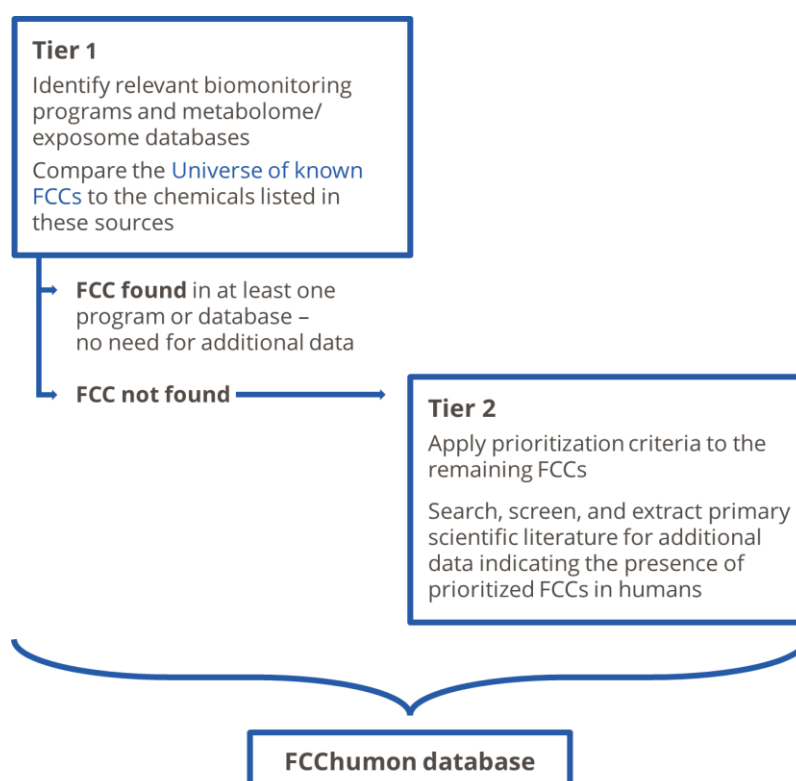 Tier 1
Identify relevant biomonitoring
programs and metabolome/
exposome databases
Compare the Universe of known
FCCs to the chemicals listed in
these sources
FCC found in at least one
program or database –
no need for additional data
FCC not found
Tier 2
Apply prioritization criteria to the
remaining FCCs
Search, screen, and extract primary
scientific literature for additional
data indicating the presence of
prioritized FCCs in humans
FCChumon database